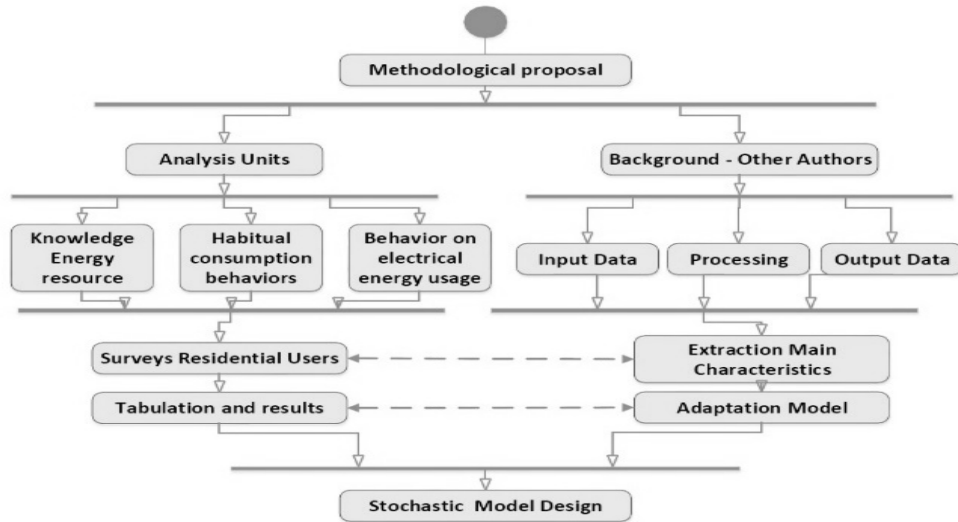 Methodological proposal
Analysis Units
Background - Other Authors
Knowledge
Energy
resource
Habitual
consumption
behaviors
Behavior on
electrical
energy usage
Input Data
Processing
Output Data
Surveys Residential Users
Extraction Main
Characteristics
Tabulation and results
Adaptation Model
Stochastic Model Design